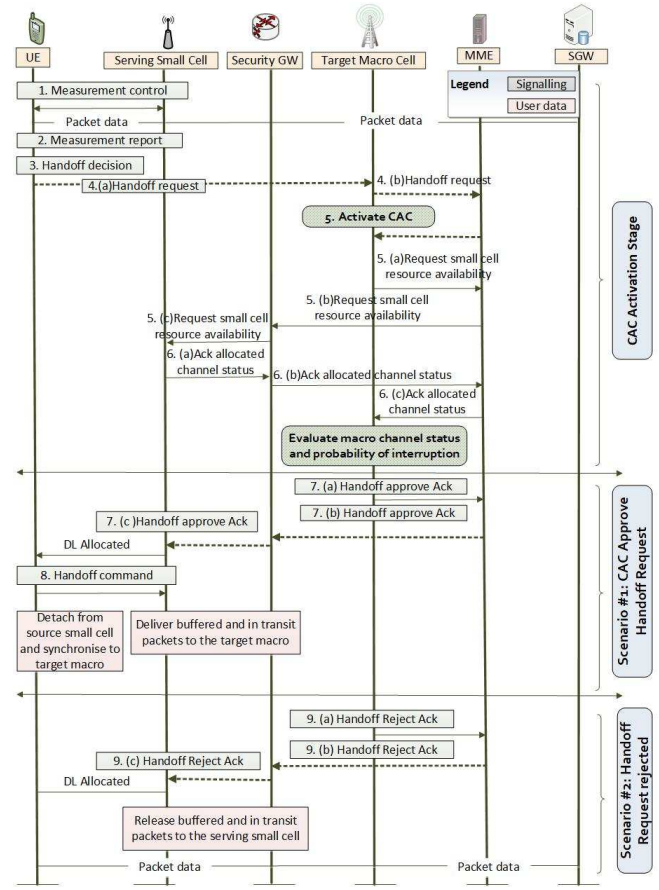 UE
Serving Small Cell
Security GW
Target Macro Cell
MME
SGW
Legend
Signalling
User data
1. Measurement control
Packet data
Packet data
2. Measurement report
3. Handoff decision
4.(a)Handoff request
4. (b)Handoff request
5. Activate CAC
5. (a)Request small cell
resource availability
5. (b)Request small cell
resource availability
5. (c)Request small cell
resource availability
6. (a)Ack allocated
channel status
6. (b)Ack allocated channel status
6. (c)Ack allocated
channel status
Evaluate macro channel status
and probability of interruption
CAC Activation Stage
7. (a) Handoff approve Ack
7. (b) Handoff approve Ack
7. (c )Handoff approve Ack
DL Allocated
8. Handoff command
Detach from
source small cell
and synchronise to
target macro
Deliver buffered and in transit
packets to the target macro
Scenario #1: CAC Approve
Handoff Request
9. (a) Handoff Reject Ack
9. (b) Handoff Reject Ack
9. (c) Handoff Reject Ack
DL Allocated
Release buffered and in transit
packets to the serving small cell
Scenario #2: Handoff
Request rejected
Packet data
Packet data